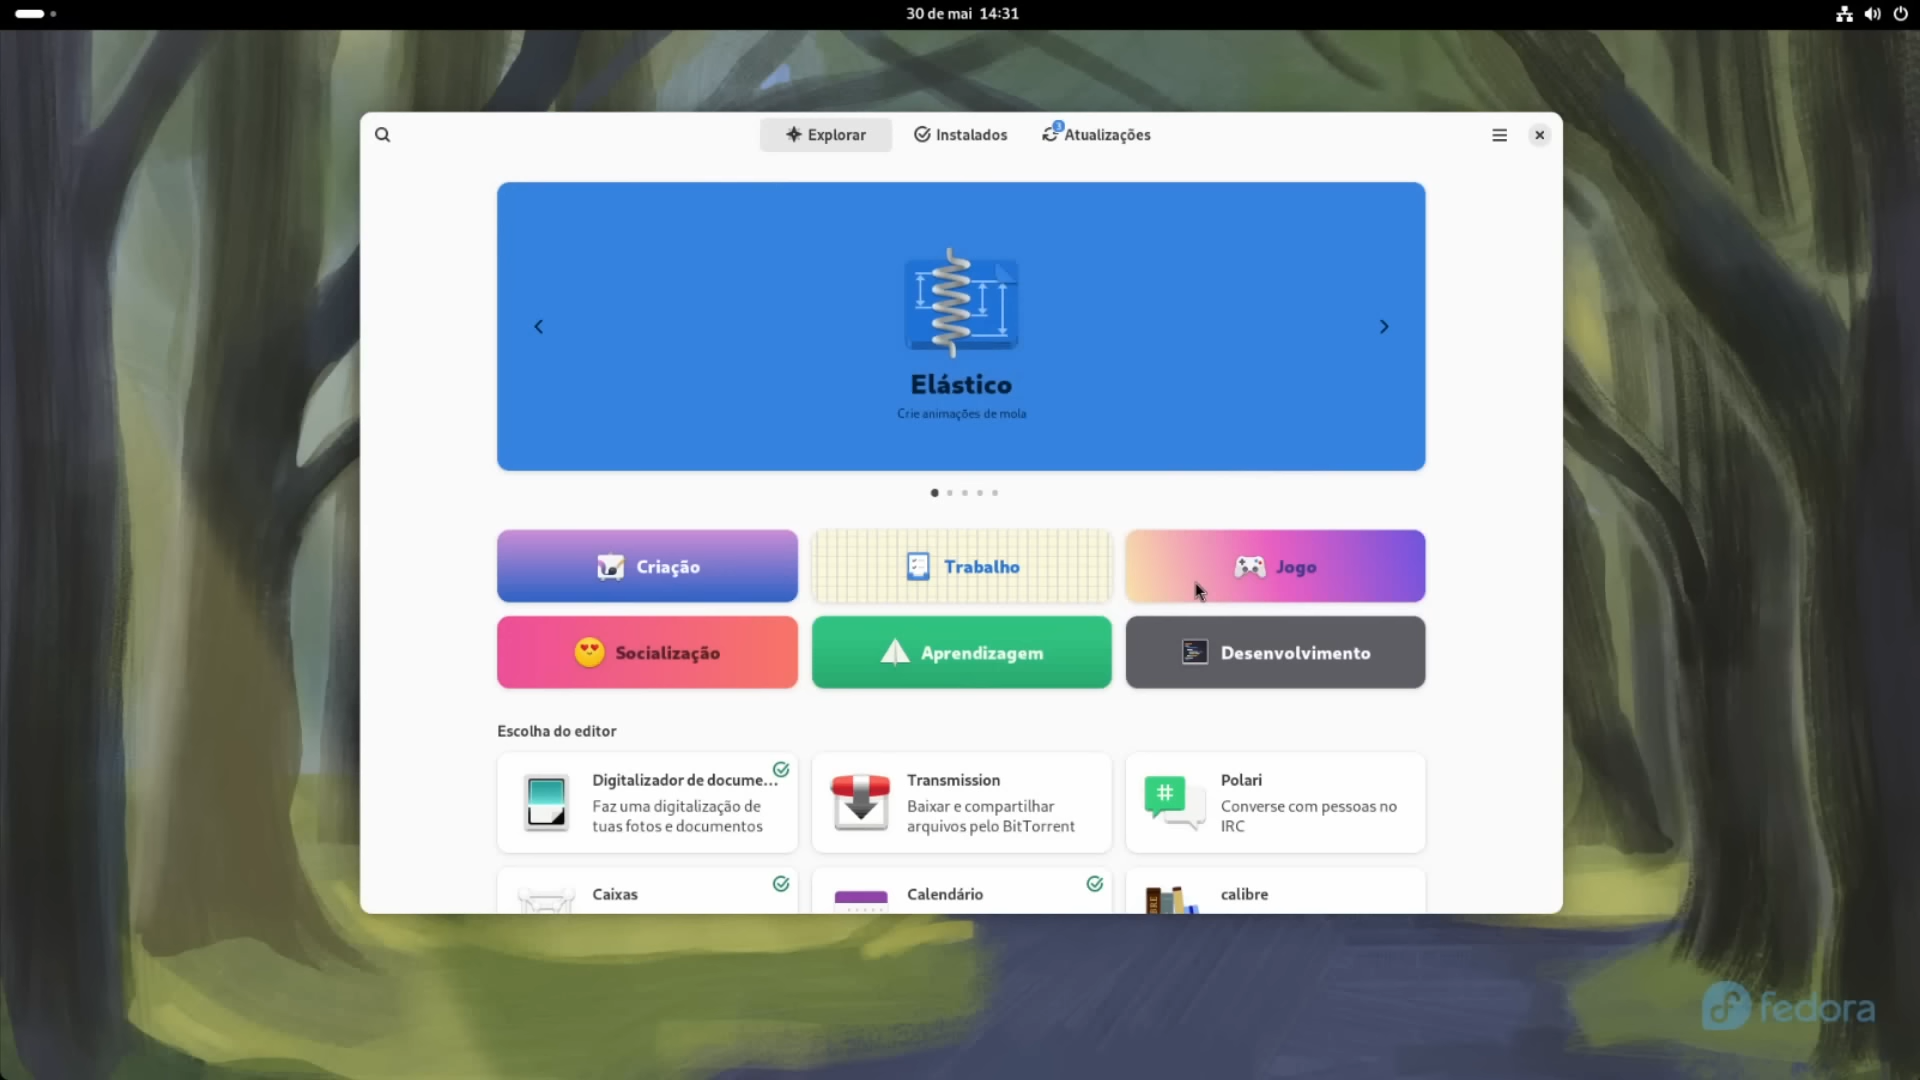 30 de mai 14:31
Explorar
Instalados
3
Atualizações
Elástico
Crie animações de mola
Criação
Trabalho
Jogo
Socialização
Aprendizagem
Desenvolvimento
Escolha do editor
Digitalizador de docume...
Faz uma digitalização de
tuas fotos e documentos
Transmission
Baixar e compartilhar
arquivos pelo BitTorrent
#
Polari
Converse com pessoas no
IRC
Caixas
Calendário
calibre
fedora